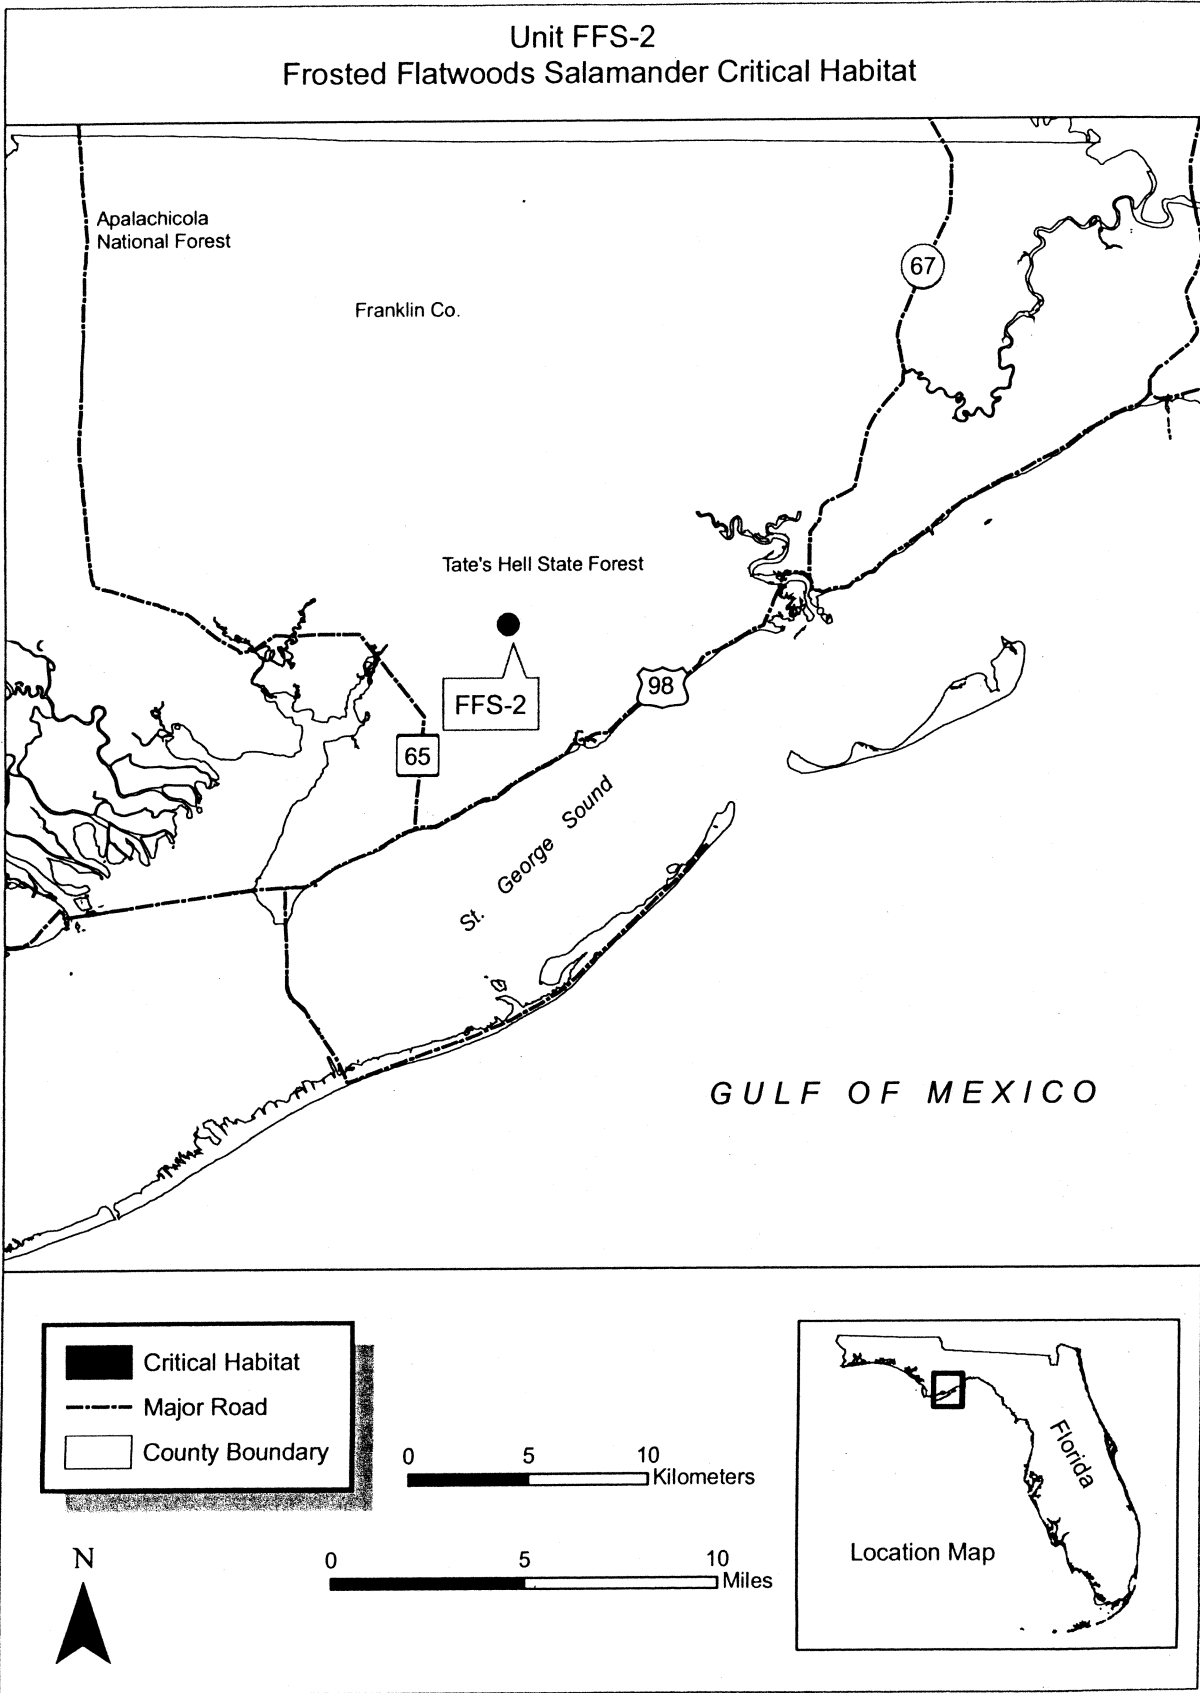 Unit FFS-2
Frosted Flatwoods Salamander Critical Habitat
Apalachicola
National Forest
67
Franklin Co.
Tate's Hell State Forest
FFS-2
98
65
St. George Sound
GULF OF MEXICO
Critical Habitat
Major Road
County Boundary
0 5 10
Kilometers
N
0 5 10
Miles
Florida
Location Map